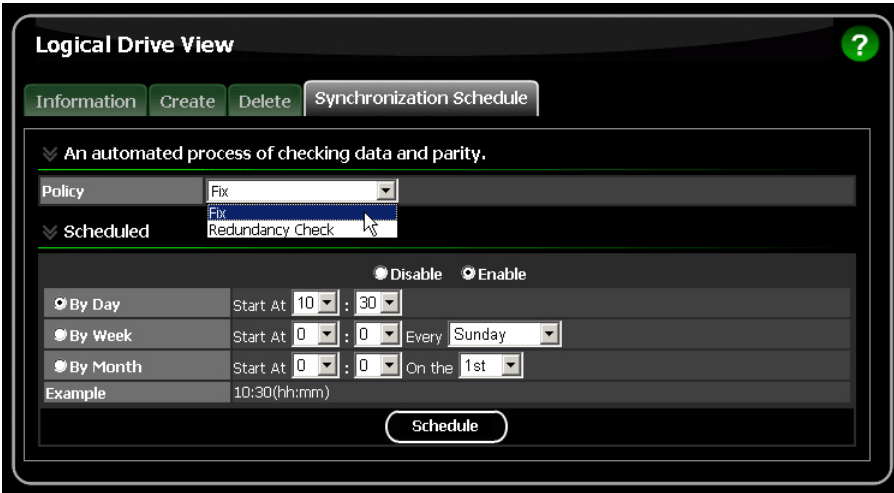 Logical Drive View
?
Information Create Delete Synchronization Schedule
An automated process of checking data and parity.
Policy Fix
Fix
Redundancy Check
Scheduled
Disable Enable
By Day Start At 10 : 30
By Week Start At 0 : 0 Every Sunday
By Month Start At 0 : 0 On the 1st
Example 10:30(hh:mm)
Schedule